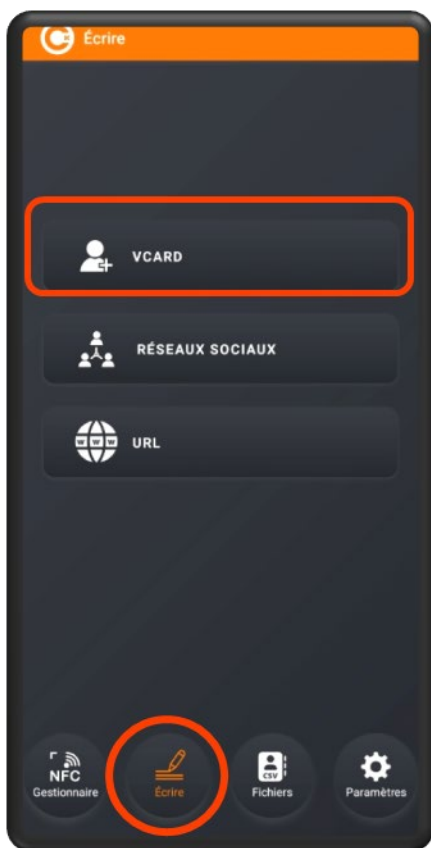 Écrire
VCARD
RÉSEAUX SOCIAUX
W W W
URL
NFC
CSV
Gestionnaire
Écrire
Fichiers
Paramètres